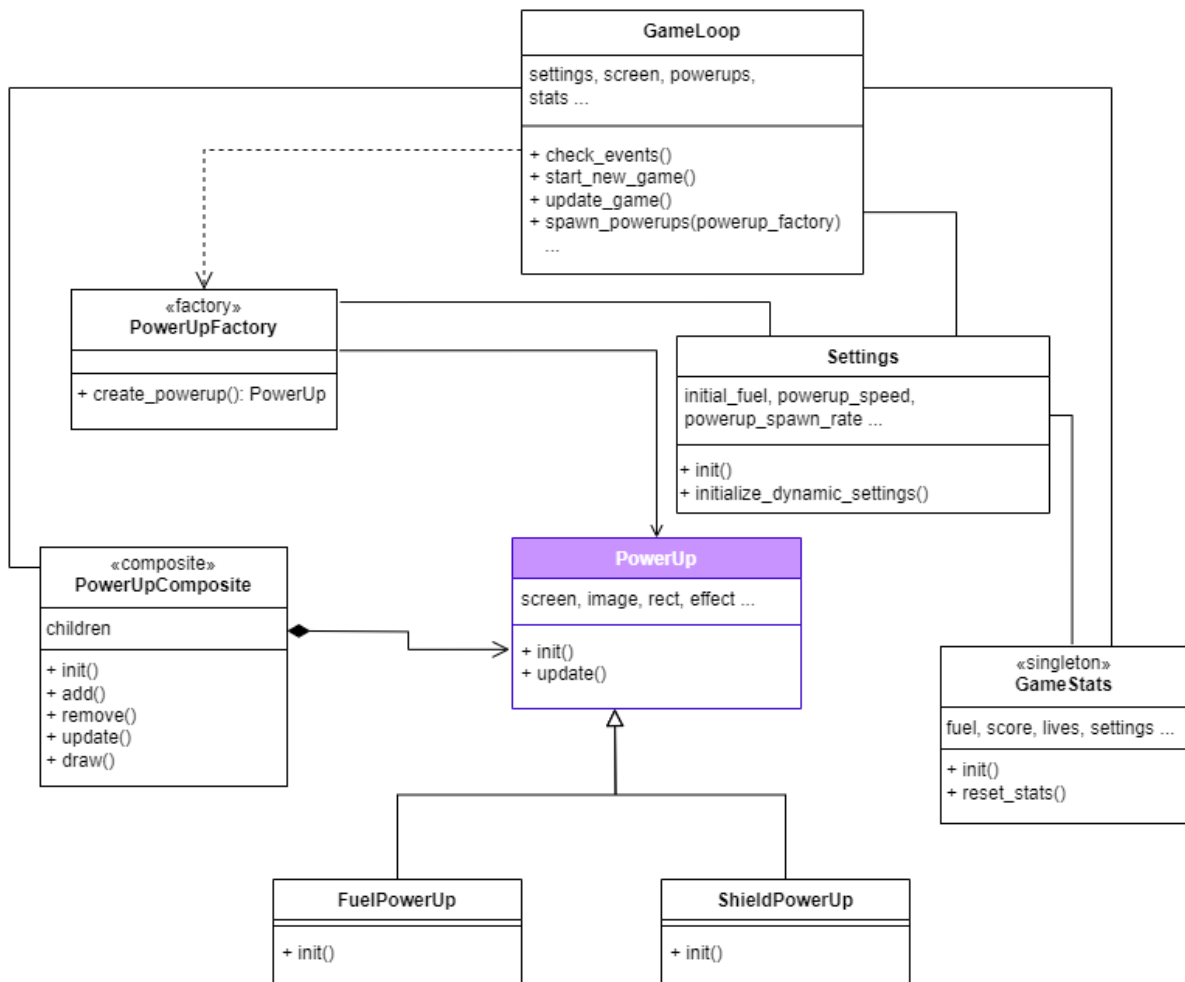 GameLoop
settings, screen, powerups,
stats ...
+ check_events()
+ start_new_game()
+ update_game()
+ spawn_powerups(powerup_factory)
...
«factory»
PowerUpFactory
+ create_powerup(): PowerUp
Settings
initial_fuel, powerup_speed,
powerup_spawn_rate ...
+ init()
+ initialize_dynamic_settings()
«composite»
PowerUpComposite
children
+ init()
+ add()
+ remove()
+ update()
+ draw()
PowerUp
screen, image, rect, effect ...
+ init()
+ update()
«singleton»
GameStats
fuel, score, lives, settings ...
+ init()
+ reset_stats()
FuelPowerUp
+ init()
ShieldPowerUp
+ init()